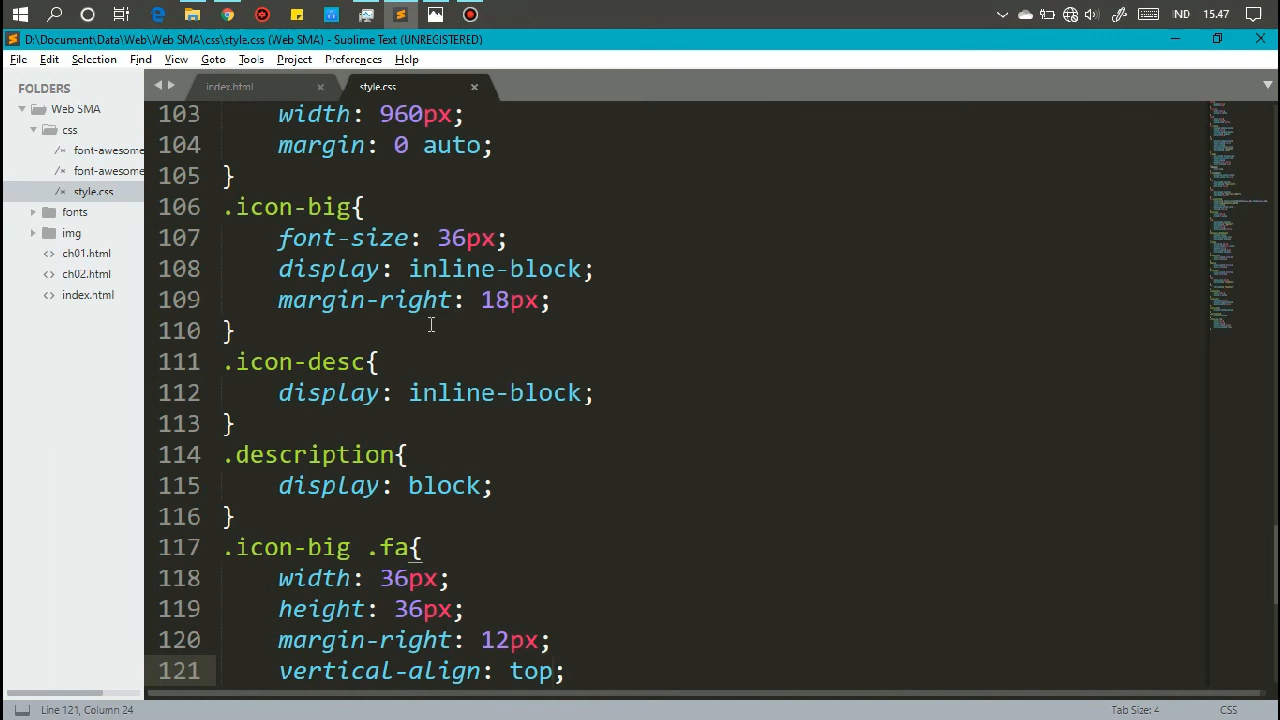 IND
15.47
D:\Document\Data\Web\Web SMA\css\style.css (Web SMA) - Sublime Text (UNREGISTERED)
File Edit Selection Find View Goto Tools Project Preferences Help
FOLDERS
Web SMA
css
/* font-awesome
/* font-awesome
/* style.css
fonts
img
<> ch01.html
<> ch02.html
<> index.html
index.html ×
style.css ×
103 width: 960px;
104 margin: 0 auto;
105 }
106 .icon-big{
107 font-size: 36px;
108 display: inline-block;
109 margin-right: 18px;
110 }
111 .icon-desc{
112 display: inline-block;
113 }
114 .description{
115 display: block;
116 }
117 .icon-big .fa{
118 width: 36px;
119 height: 36px;
120 margin-right: 12px;
121 vertical-align: top;
Line 121, Column 24
Tab Size: 4
CSS